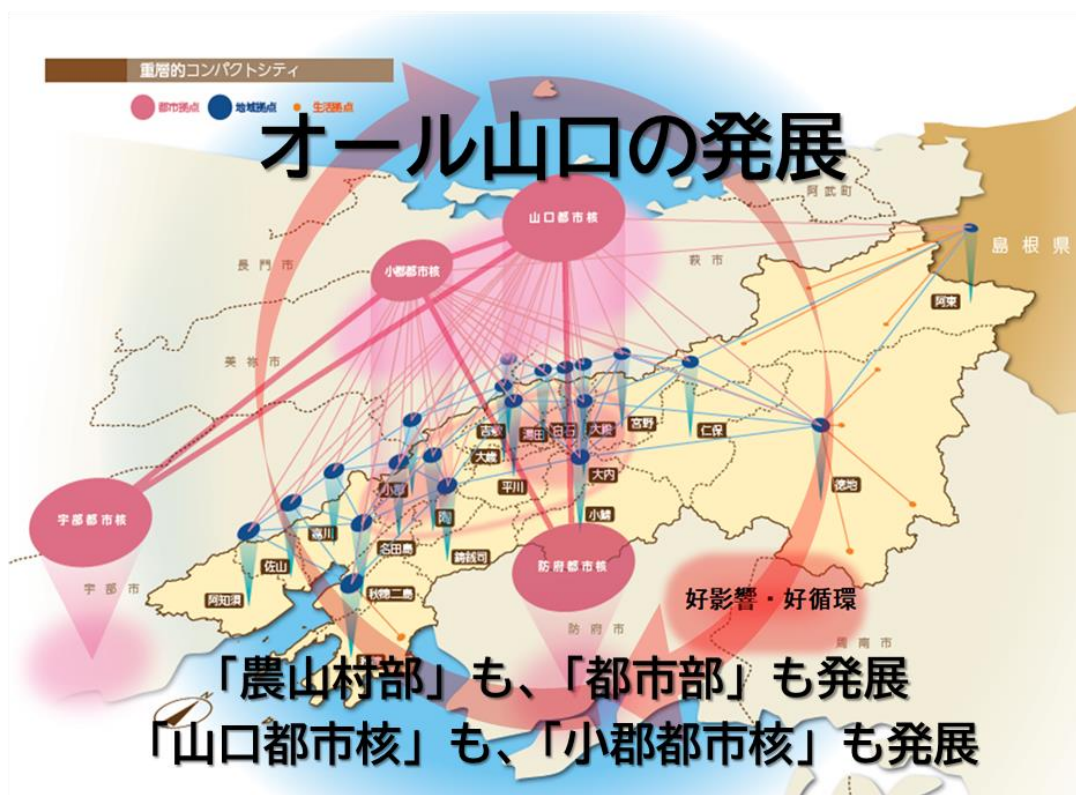 重層的コンパクトシティ
都市拠点 地域拠点 生活拠点
オール山口の発展
山口都市核
阿武町
島根県
小郡都市核
長門市
萩市
阿東
美祢市
吉敷
湯田
白石
大殿
宮野
仁保
大歳
平川
大内
徳地
小郡
陶
小鯖
宇部都市核
嘉川
名田島
鋳銭司
佐山
防府都市核
宇部市
阿知須
秋穂二島
好影響・好循環
防府市
周南市
「農山村部」も、「都市部」も発展
「山口都市核」も、「小郡都市核」も発展